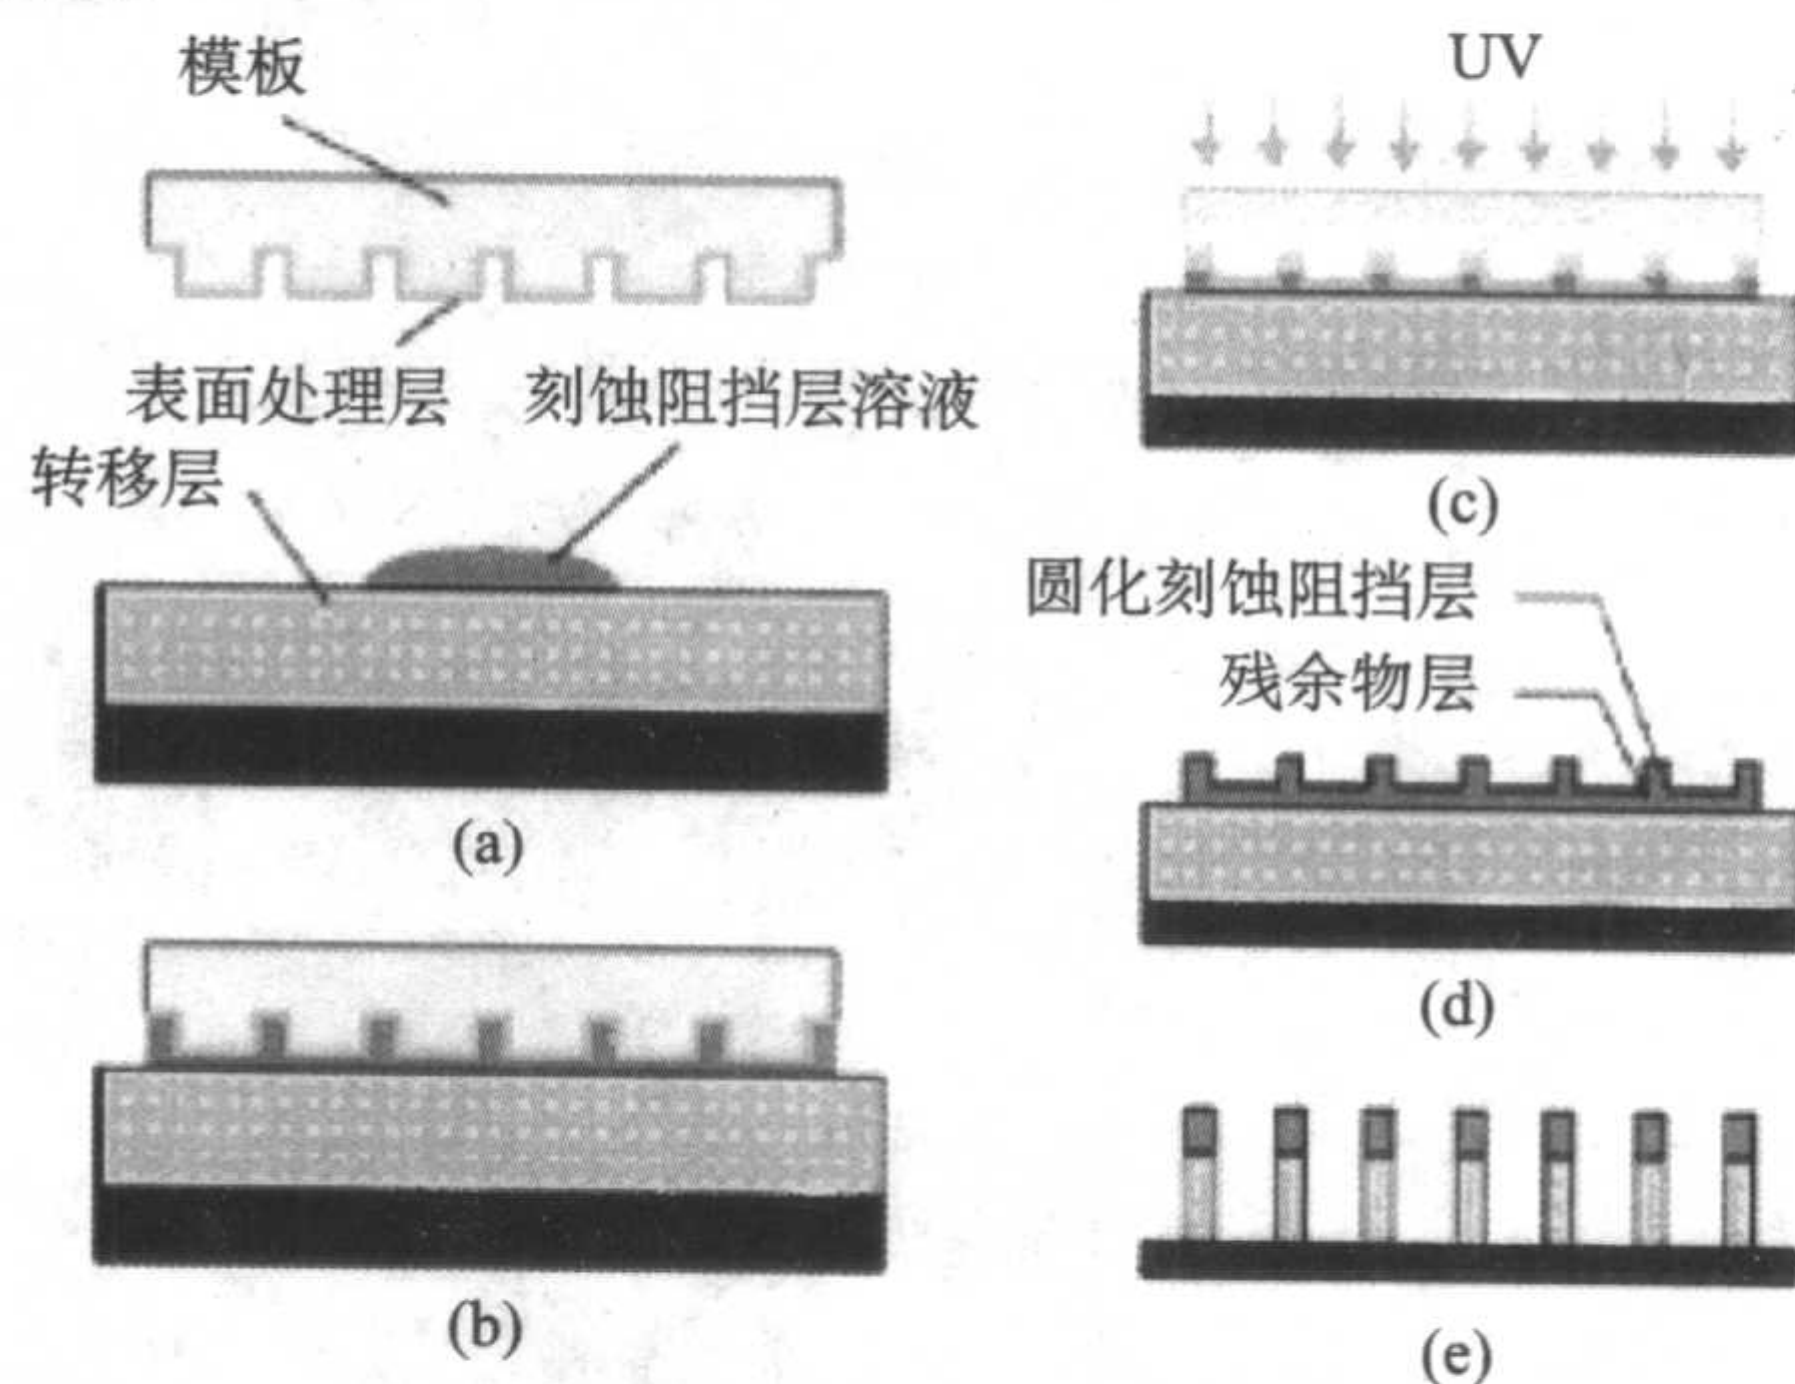 模板
表面处理层
刻蚀阻挡层溶液
转移层
(a)
(b)
UV
(c)
圆化刻蚀阻挡层
残余物层
(d)
(e)